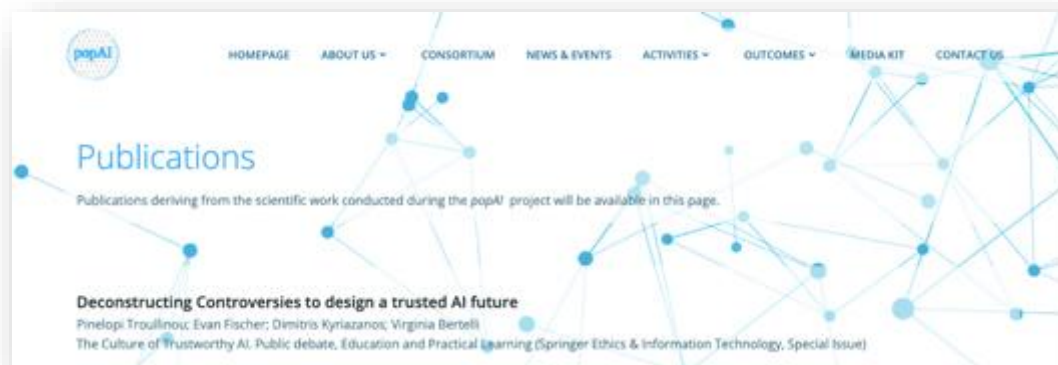 popAI
HOMEPAGE ABOUT US CONSORTIUM NEWS & EVENTS ACTIVITIES OUTCOMES MEDIA KIT CONTACT US
Publications
Publications deriving from the scientific work conducted during the popAI project will be available in this page.
Deconstructing Controversies to design a trusted AI future
Pinelopi Troullinou; Evan Fischer; Dimitris Kyriazanos; Virginia Bertelli
The Culture of Trustworthy AI. Public debate, Education and Practical Learning (Springer Ethics & Information Technology, Special Issue)